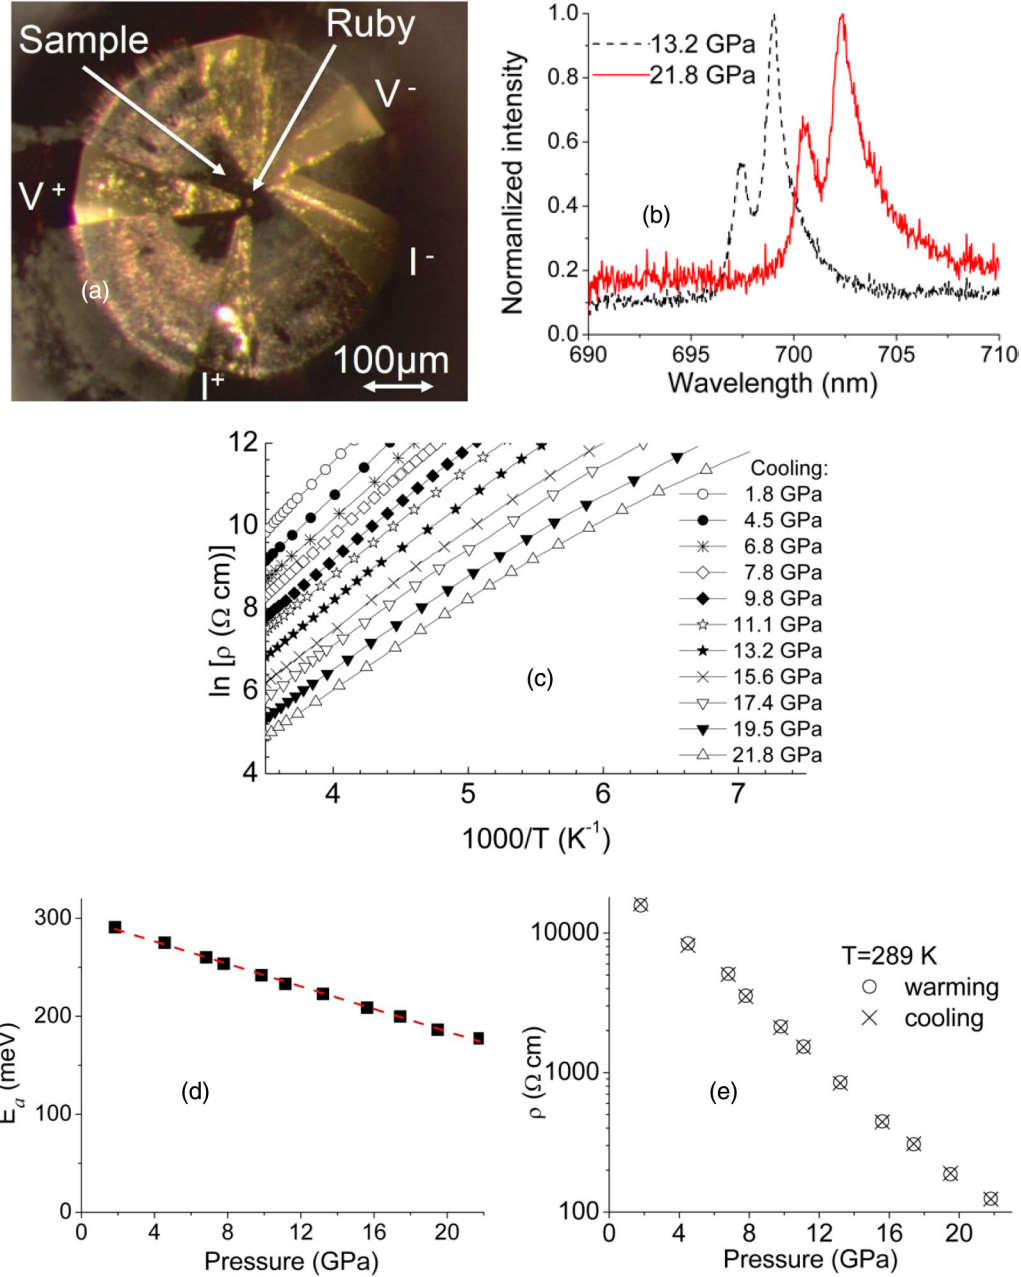 Sample
Ruby
V -
V +
I -
(a)
I+
100μm
Normanlized intensity
1.0
0.8
0.6
0.4
0.2
0.0
13.2 GPa
21.8 GPa
(b)
690 695 700 705 710
Wavelength (nm)
ln [ρ (Ω cm)]
12
10
8
6
4
Cooling:
1.8 GPa
4.5 GPa
6.8 GPa
7.8 GPa
9.8 GPa
11.1 GPa
13.2 GPa
15.6 GPa
17.4 GPa
19.5 GPa
21.8 GPa
(c)
4 5 6 7
1000/T (K-1)
Ea (meV)
300
200
100
0
(d)
0 4 8 12 16 20
Pressure (GPa)
ρ (Ω cm)
10000
1000
100
T=289 K
warming
cooling
(e)
0 4 8 12 16 20
Pressure (GPa)